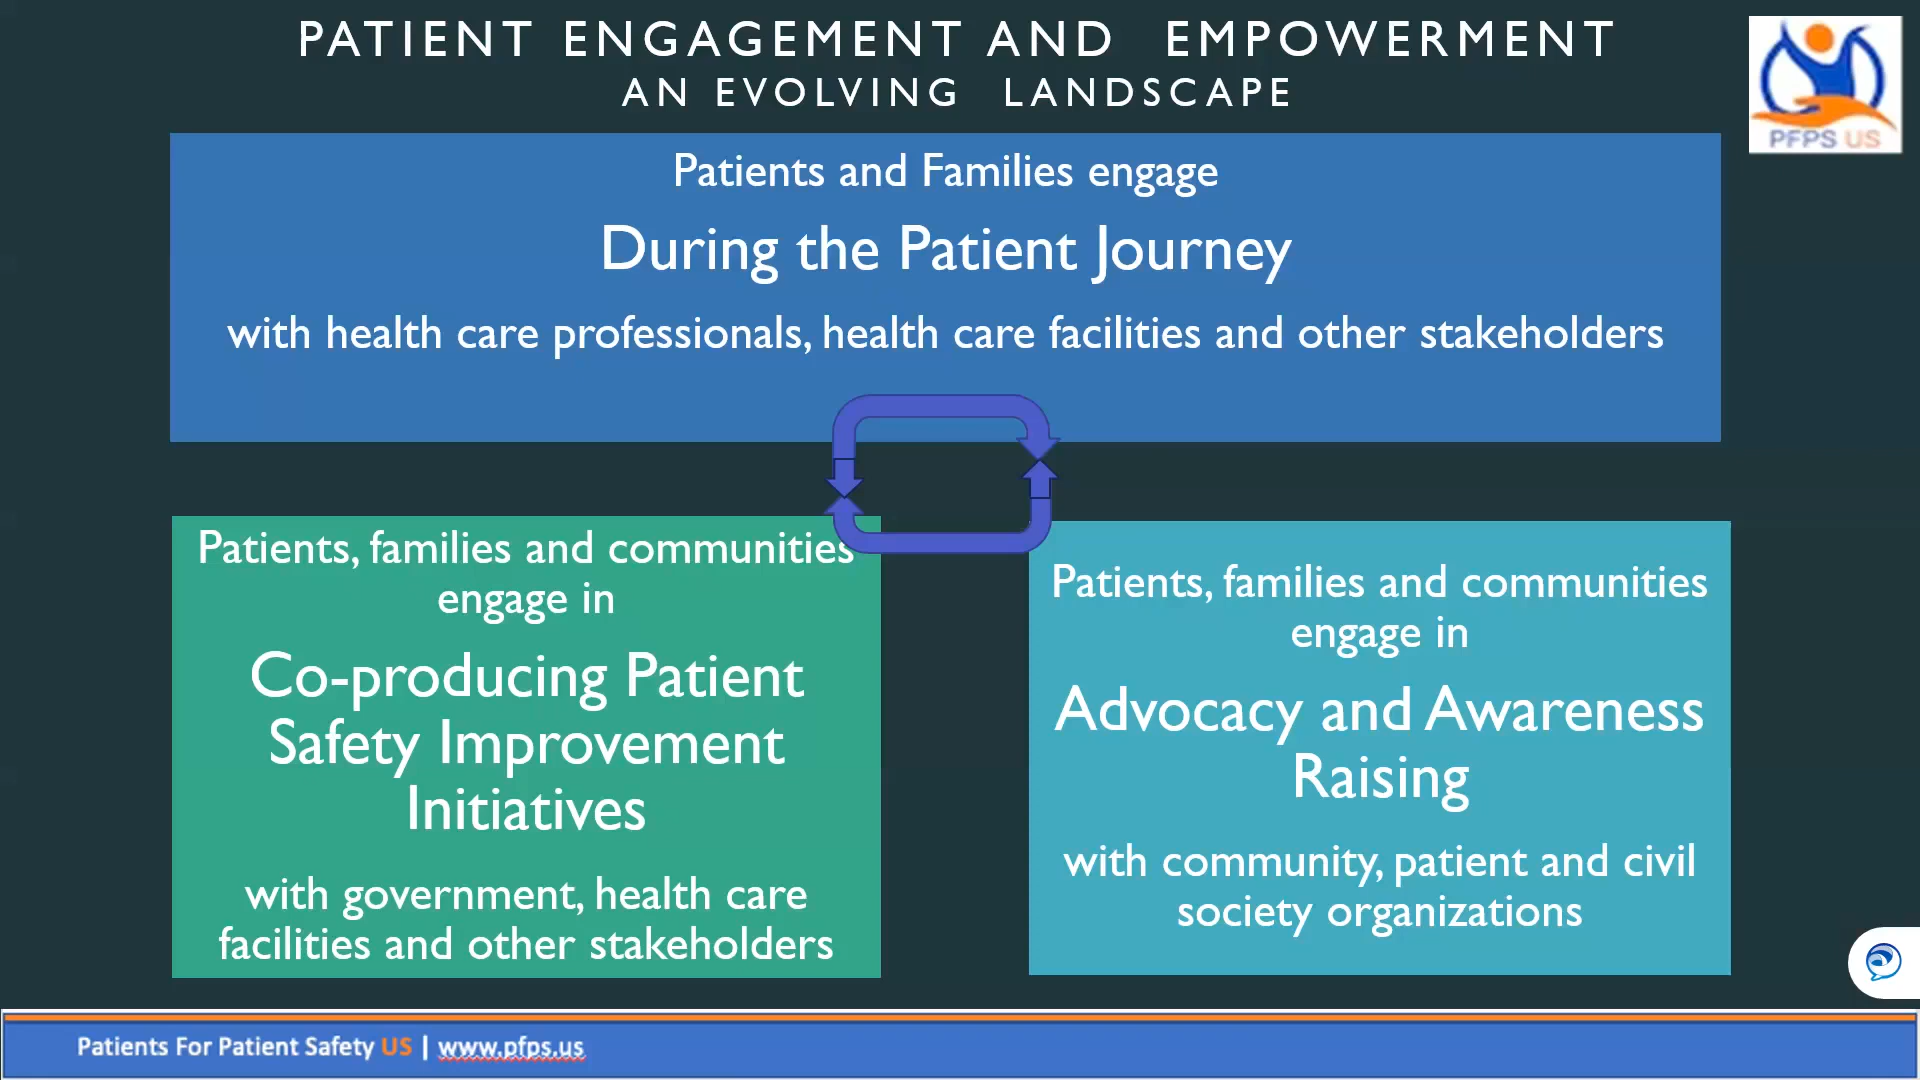 PATIENT ENGAGEMENT AND EMPOWERMENT
AN EVOLVING LANDSCAPE
PFPS US
Patients and Families engage
During the Patient Journey
with health care professionals, health care facilities and other stakeholders
Patients, families and communities
engage in
Co-producing Patient
Safety Improvement
Initiatives
with government, health care
facilities and other stakeholders
Patients, families and communities
engage in
Advocacy and Awareness
Raising
with community, patient and civil
society organizations
Patients For Patient Safety US | www.pfps.us